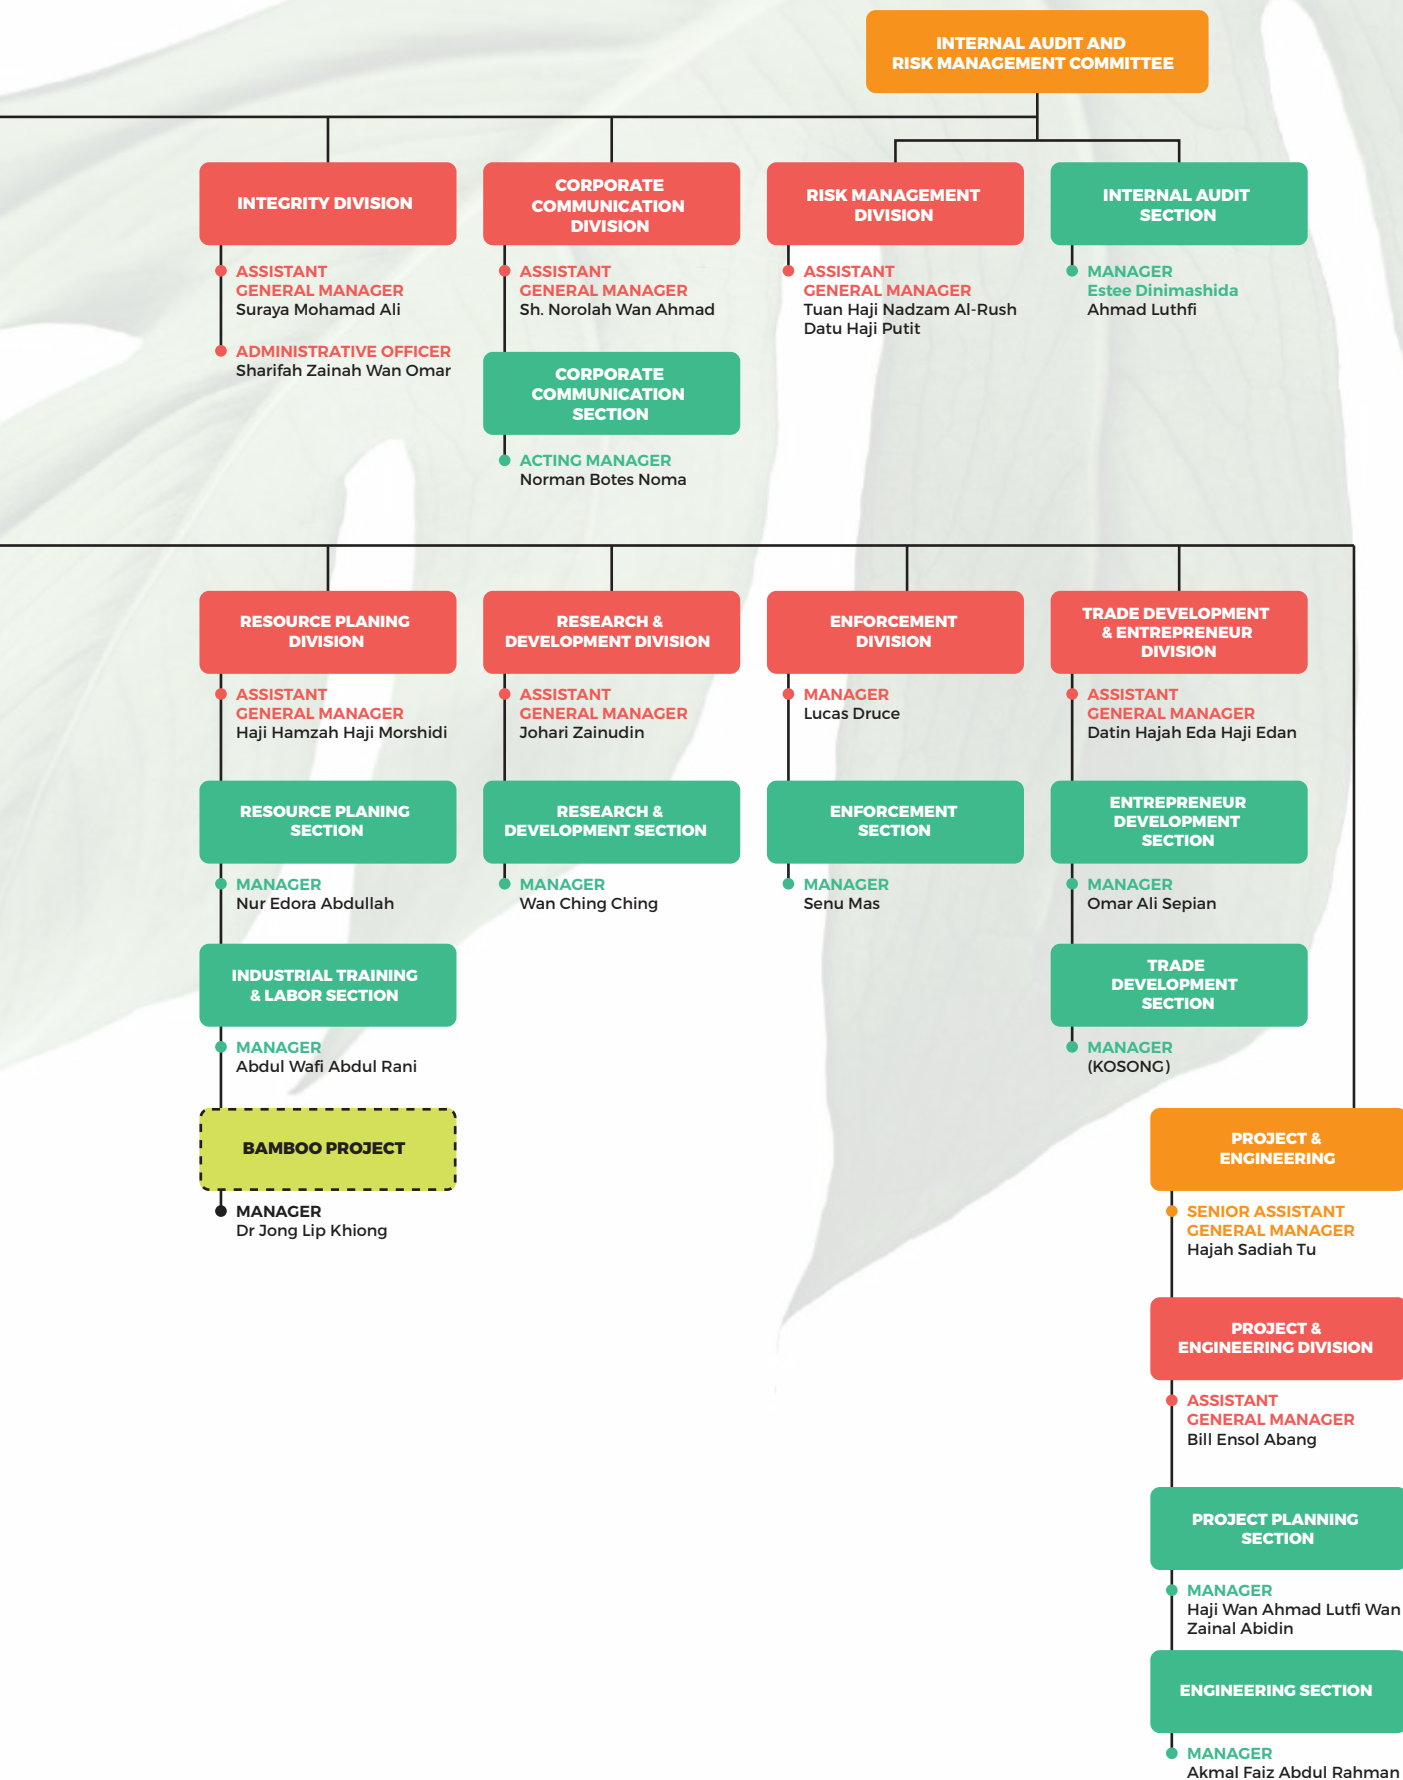 INTERNAL AUDIT AND
RISK MANAGEMENT COMMITTEE
INTEGRITY DIVISION
ASSISTANT
GENERAL MANAGER
Suraya Mohamad Ali
ADMINISTRATIVE OFFICER
Sharifah Zainah Wan Omar
CORPORATE
COMMUNICATION
DIVISION
ASSISTANT
GENERAL MANAGER
Sh. Norolah Wan Ahmad
CORPORATE
COMMUNICATION
SECTION
ACTING MANAGER
Norman Botes Noma
RISK MANAGEMENT
DIVISION
ASSISTANT
GENERAL MANAGER
Tuan Haji Nadzam Al-Rush
Datu Haji Putit
INTERNAL AUDIT
SECTION
MANAGER
Estee Dinimashida
Ahmad Luthfi
RESOURCE PLANING
DIVISION
ASSISTANT
GENERAL MANAGER
Haji Hamzah Haji Morshidi
RESOURCE PLANING
SECTION
MANAGER
Nur Edora Abdullah
INDUSTRIAL TRAINING
& LABOR SECTION
MANAGER
Abdul Wafi Abdul Rani
BAMBOO PROJECT
MANAGER
Dr Jong Lip Khiong
RESEARCH &
DEVELOPMENT DIVISION
ASSISTANT
GENERAL MANAGER
Johari Zainudin
RESEARCH &
DEVELOPMENT SECTION
MANAGER
Wan Ching Ching
ENFORCEMENT
DIVISION
MANAGER
Lucas Druce
ENFORCEMENT
SECTION
MANAGER
Senu Mas
TRADE DEVELOPMENT
& ENTREPRENEUR
DIVISION
ASSISTANT
GENERAL MANAGER
Datin Hajah Eda Haji Edan
ENTREPRENEUR
DEVELOPMENT
SECTION
MANAGER
Omar Ali Sepian
TRADE
DEVELOPMENT
SECTION
MANAGER
(KOSONG)
PROJECT &
ENGINEERING
SENIOR ASSISTANT
GENERAL MANAGER
Hajah Sadiah Tu
PROJECT &
ENGINEERING DIVISION
ASSISTANT
GENERAL MANAGER
Bill Ensol Abang
PROJECT PLANNING
SECTION
MANAGER
Haji Wan Ahmad Lutfi Wan
Zainal Abidin
ENGINEERING SECTION
MANAGER
Akmal Faiz Abdul Rahman